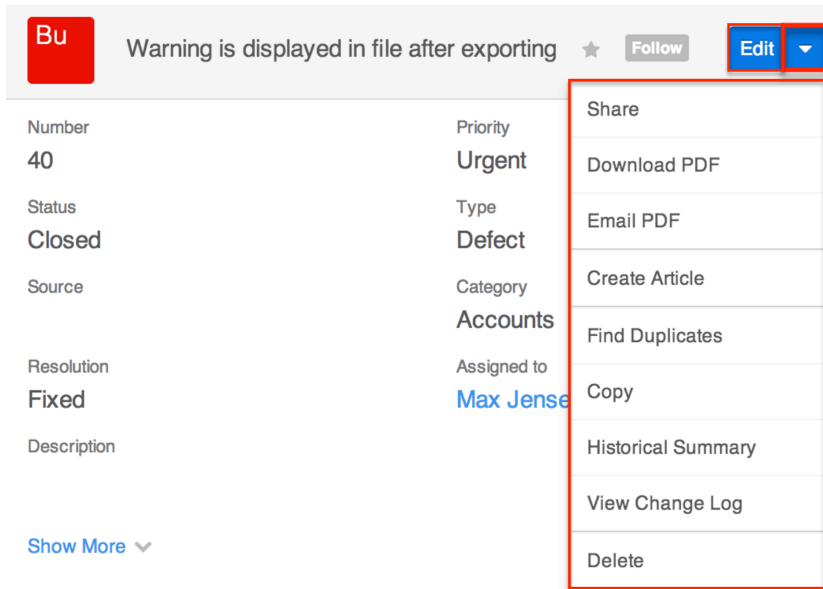 Bu
Warning is displayed in file after exporting
Follow
Edit
Number
40
Priority
Urgent
Status
Closed
Type
Defect
Source
Category
Accounts
Resolution
Fixed
Assigned to
Max Jense
Description
Show More
Share
Download PDF
Email PDF
Create Article
Find Duplicates
Copy
Historical Summary
View Change Log
Delete